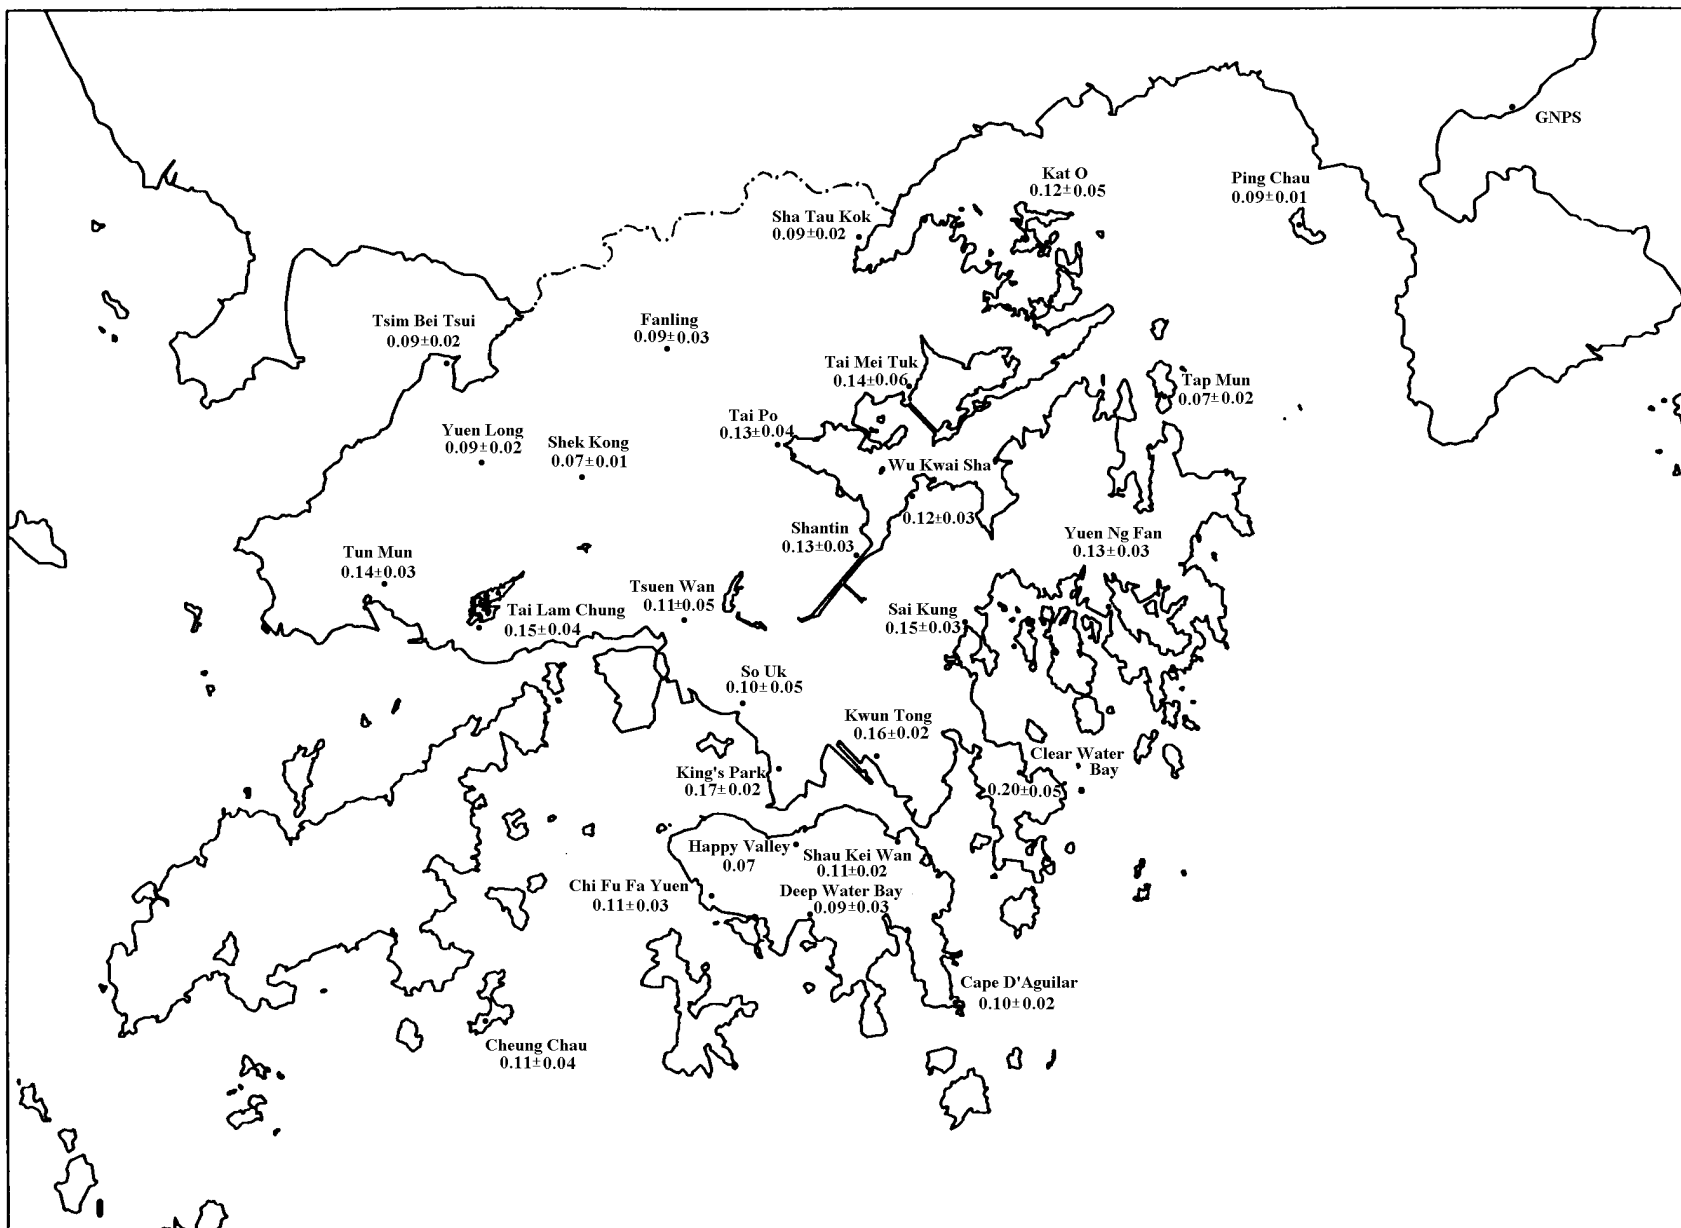 GNPS
Kat O
0.12±0.05
Ping Chau
0.09±0.01
Sha Tau Kok
0.09±0.02
Tsim Bei Tsui
0.09±0.02
Fanling
0.09±0.03
Tai Mei Tuk
0.14±0.06
Tap Mun
0.07±0.02
Tai Po
0.13±0.04
Yuen Long
0.09±0.02
Shek Kong
0.07±0.01
Wu Kwai Sha
0.12±0.03
Shantin
0.13±0.03
Yuen Ng Fan
0.13±0.03
Tun Mun
0.14±0.03
Tsuen Wan
0.11±0.05
Tai Lam Chung
0.15±0.04
Sai Kung
0.15±0.03
So Uk
0.10±0.05
Kwun Tong
0.16±0.02
Clear Water
Bay
0.20±0.05
King's Park
0.17±0.02
Happy Valley
0.07
Shau Kei Wan
0.11±0.02
Chi Fu Fa Yuen
0.11±0.03
Deep Water Bay
0.09±0.03
Cape D'Aguilar
0.10±0.02
Cheung Chau
0.11±0.04